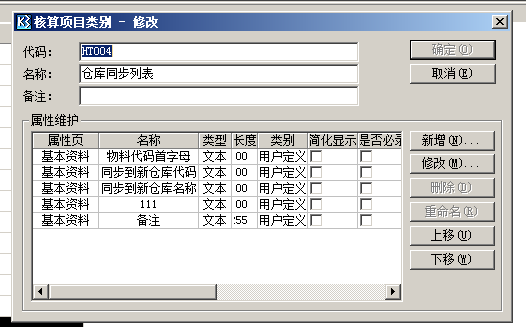 核算项目类别 - 修改
代码: HT004 确定(O)
名称: 仓库同步列表 取消(E)
备注:
属性维护
属性页 名称 类型 长度 类别 简化显示 是否必录
基本资料 物料代码首字母 文本 00 用户定义
基本资料 同步到新仓库代码 文本 00 用户定义
基本资料 同步到新仓库名称 文本 00 用户定义
基本资料 111 文本 00 用户定义
基本资料 备注 文本 :55 用户定义
新增(N)...
修改(M)...
删除(D)
重命名(R)
上移(U)
下移(W)